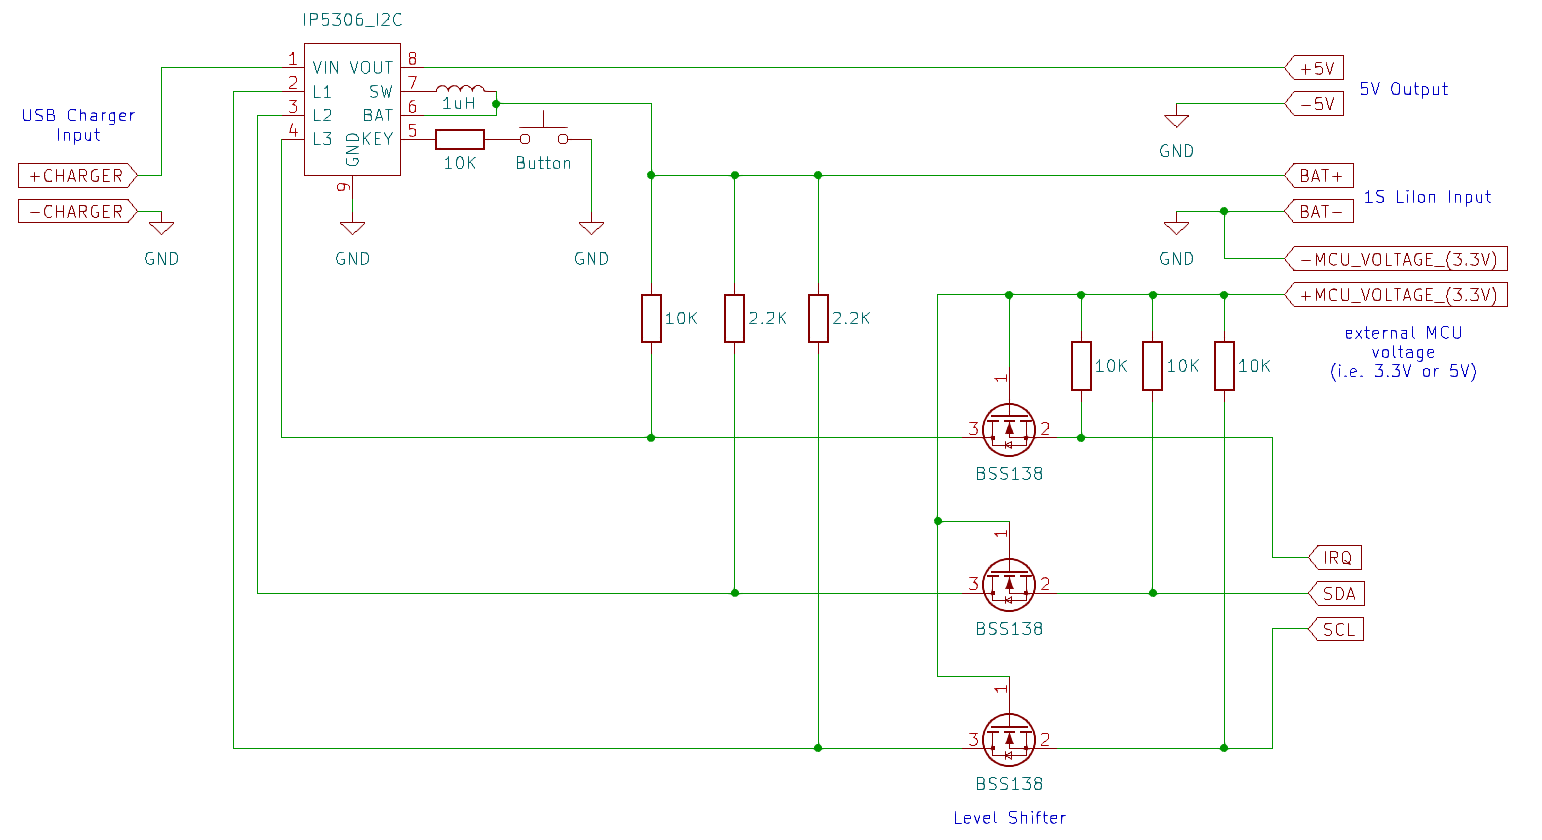 IP5306_I2C
1
VIN
VOUT
8
2
L1
SW
7
3
L2
BAT
6
4
L3
KEY
5
GND
9
1uH
10K
Button
USB Charger
Input
+CHARGER
-CHARGER
GND
GND
GND
+5V
-5V
5V Output
GND
BAT+
BAT-
1S LiIon Input
GND
-MCU_VOLTAGE_(3.3V)
+MCU_VOLTAGE_(3.3V)
external MCU
voltage
(i.e. 3.3V or 5V)
10K
2.2K
2.2K
10K
10K
10K
1
3
2
BSS138
IRQ
1
3
2
BSS138
SDA
SCL
1
3
2
BSS138
Level Shifter